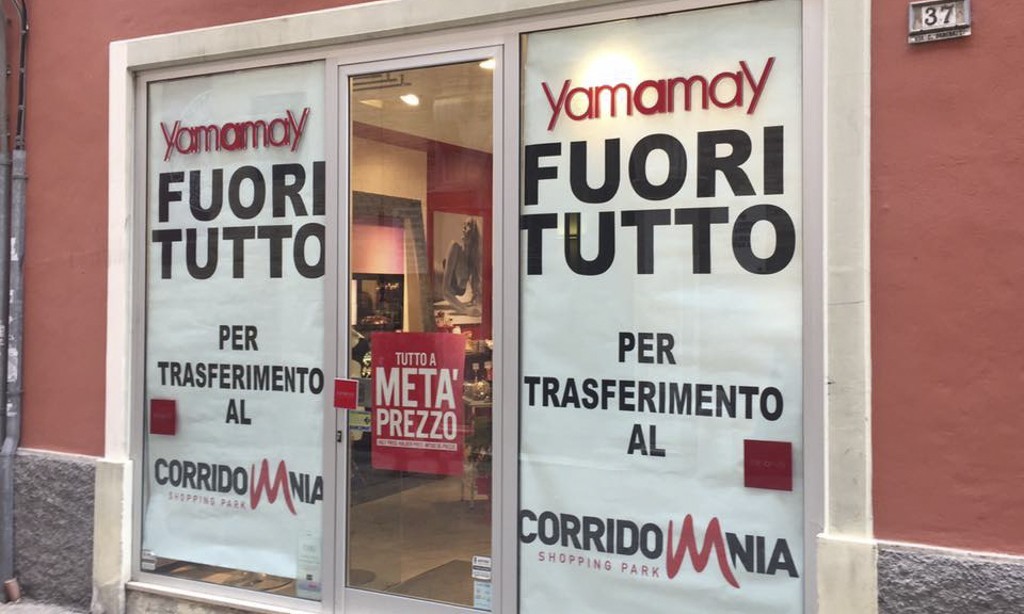 37
yamamay
FUORI
TUTTO
PER
TRASFERIMENTO
AL
CORRIDOMNIA
SHOPPING PARK
TUTTO A
METÀ'
PREZZO
yamamay
FUORI
TUTTO
PER
TRASFERIMENTO
AL
CORRIDOMNIA
SHOPPING PARK